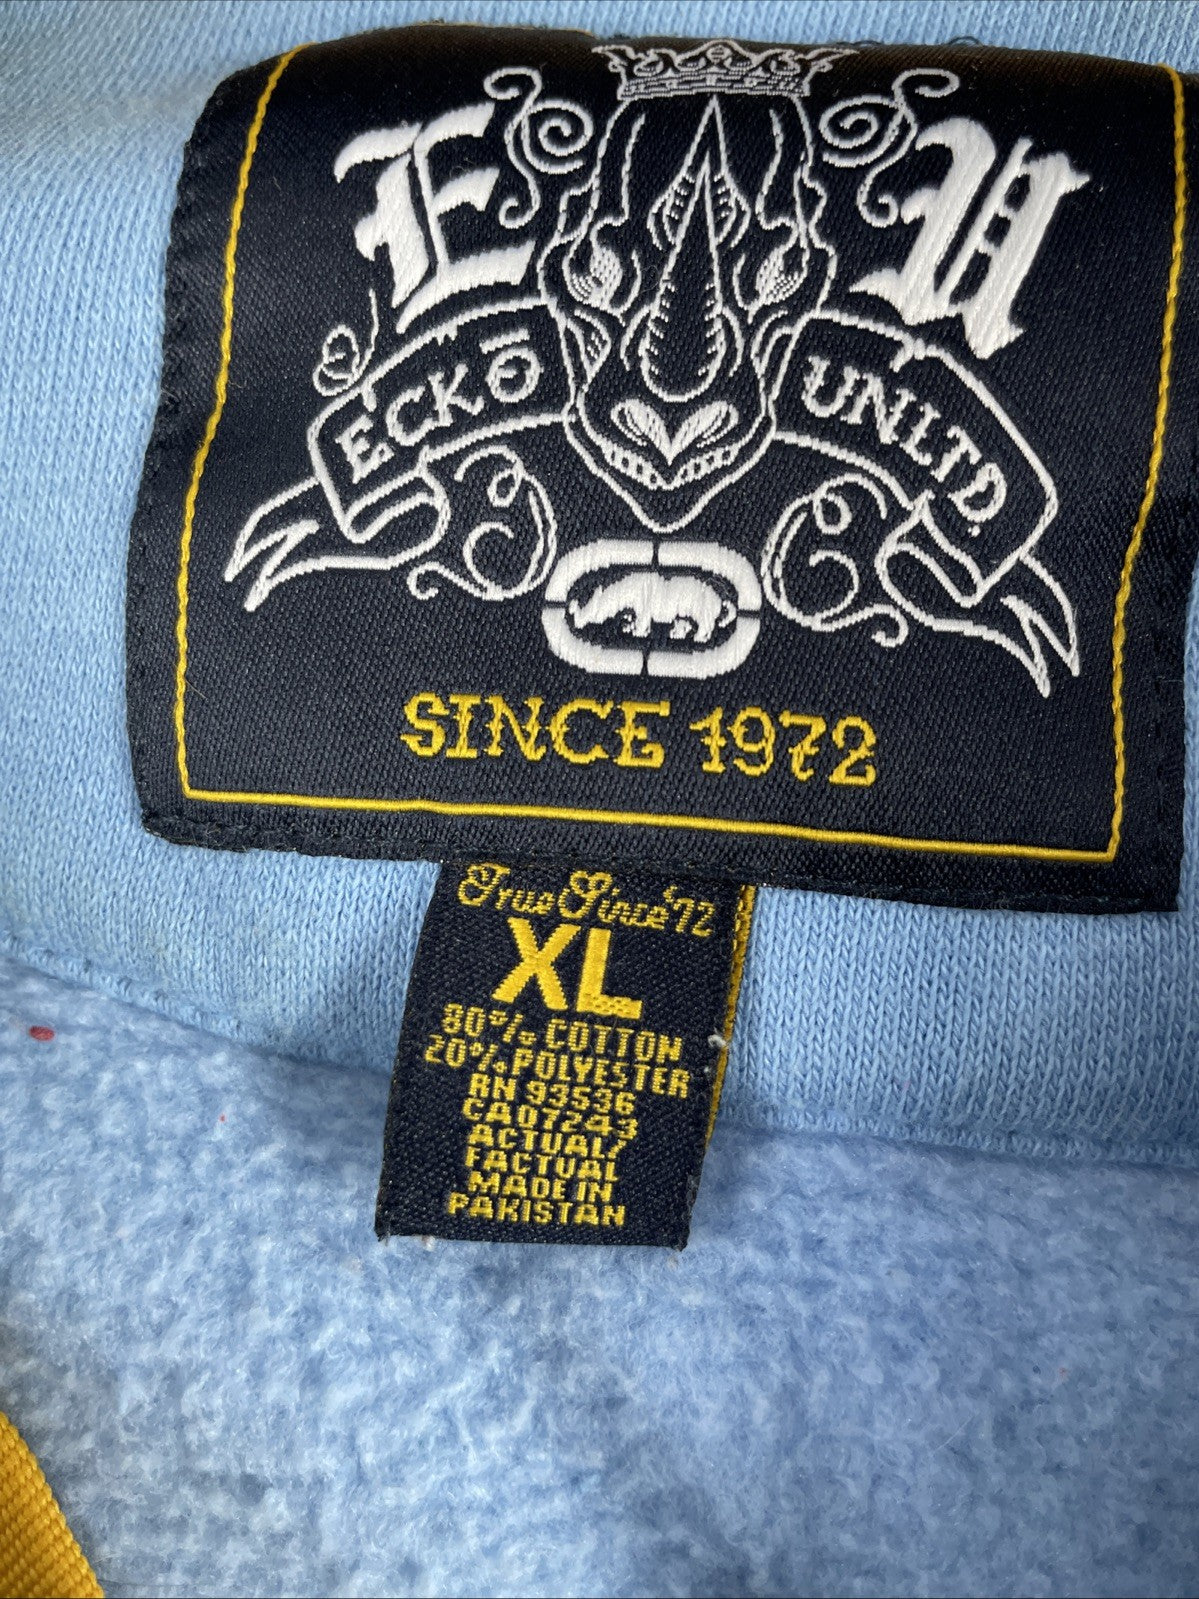 E U
ECKŌ UNLTD.
SINCE 1972
True Since '72
XL
80% COTTON
20% POLYESTER
RN 93536
CA07243
ACTUAL/
FACTUAL
MADE IN
PAKISTAN